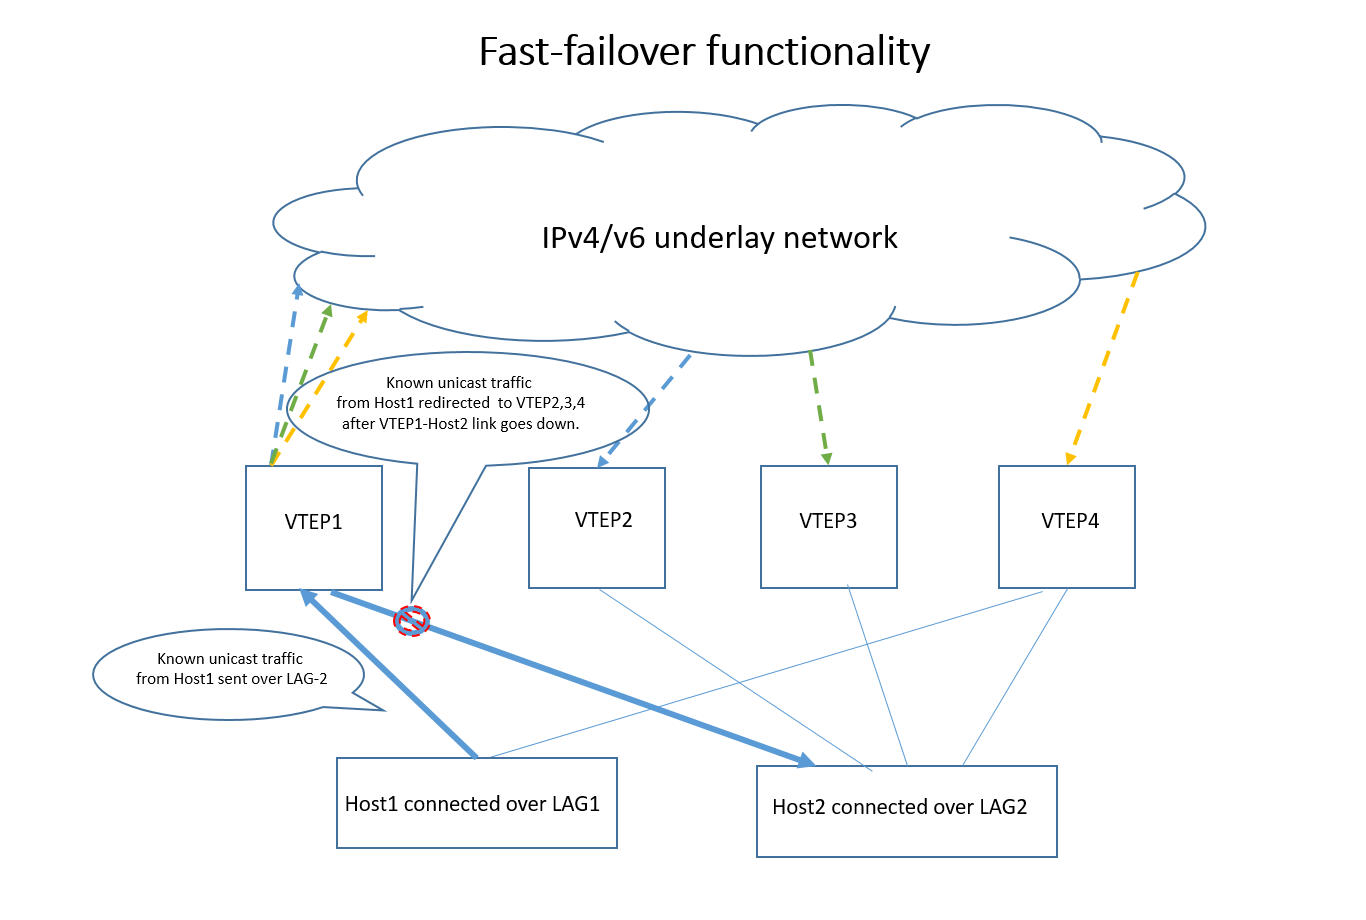 Fast-failover functionality
IPv4/v6 underlay network
Known unicast traffic
from Host1 redirected  to VTEP2,3,4
after VTEP1-Host2 link goes down.
VTEP1
VTEP2
VTEP3
VTEP4
Known unicast traffic
from Host1 sent over LAG-2
Host1 connected over LAG1
Host2 connected over LAG2